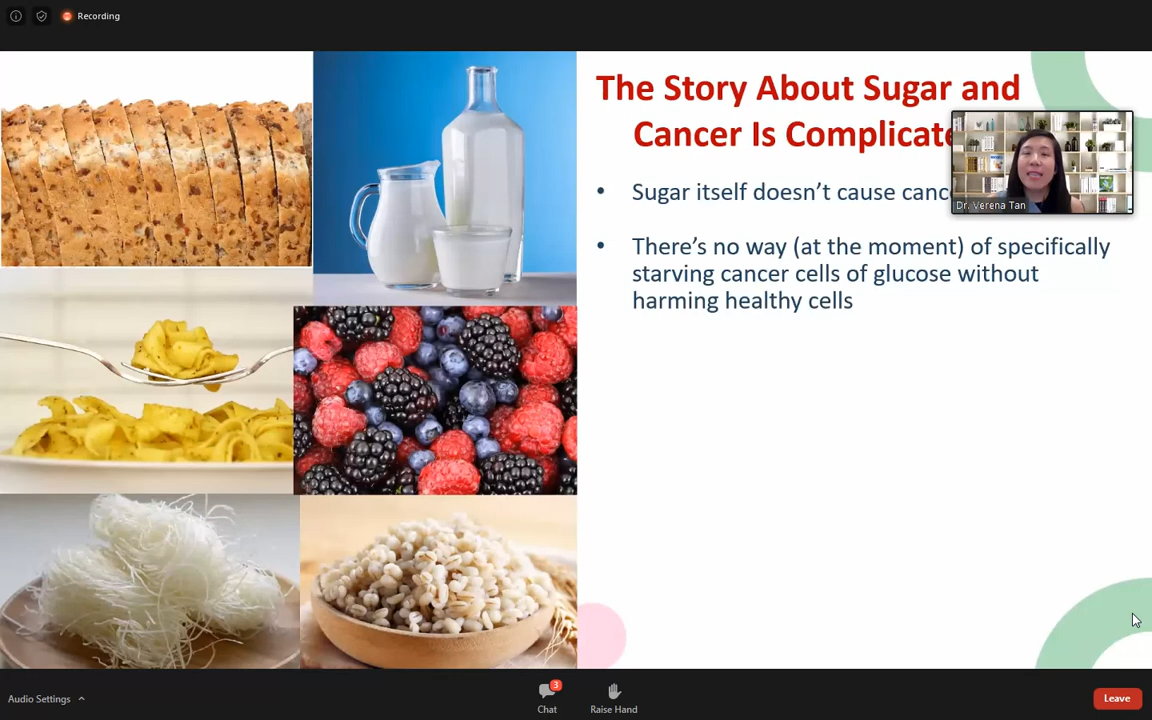 Recording
The Story About Sugar and
Cancer Is Complicate
• Sugar itself doesn’t cause canc
Dr. Verena Tan
• There’s no way (at the moment) of specifically
starving cancer cells of glucose without
harming healthy cells
Audio Settings
3
Chat
Raise Hand
Leave